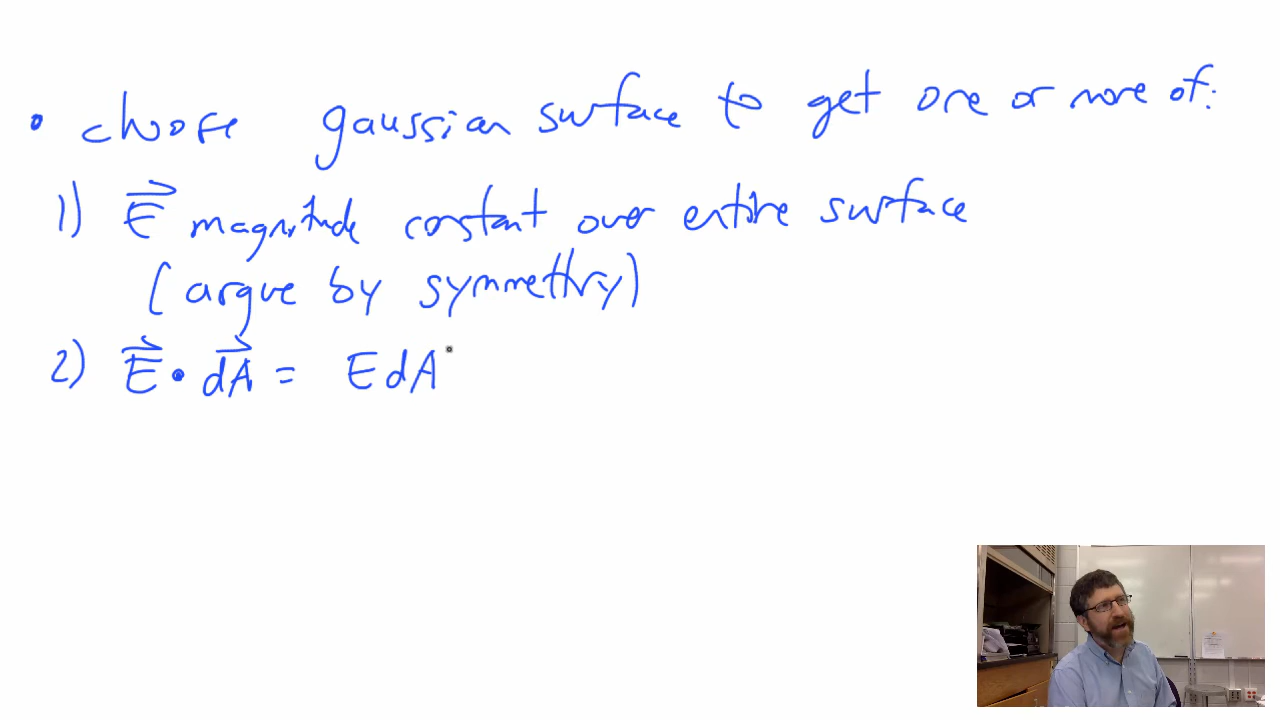 • choose gaussian surface to get one or more of:
1) E⃗ magnitude constant over entire surface
(argue by symmethry)
2) E⃗ • dA⃗ = E dA